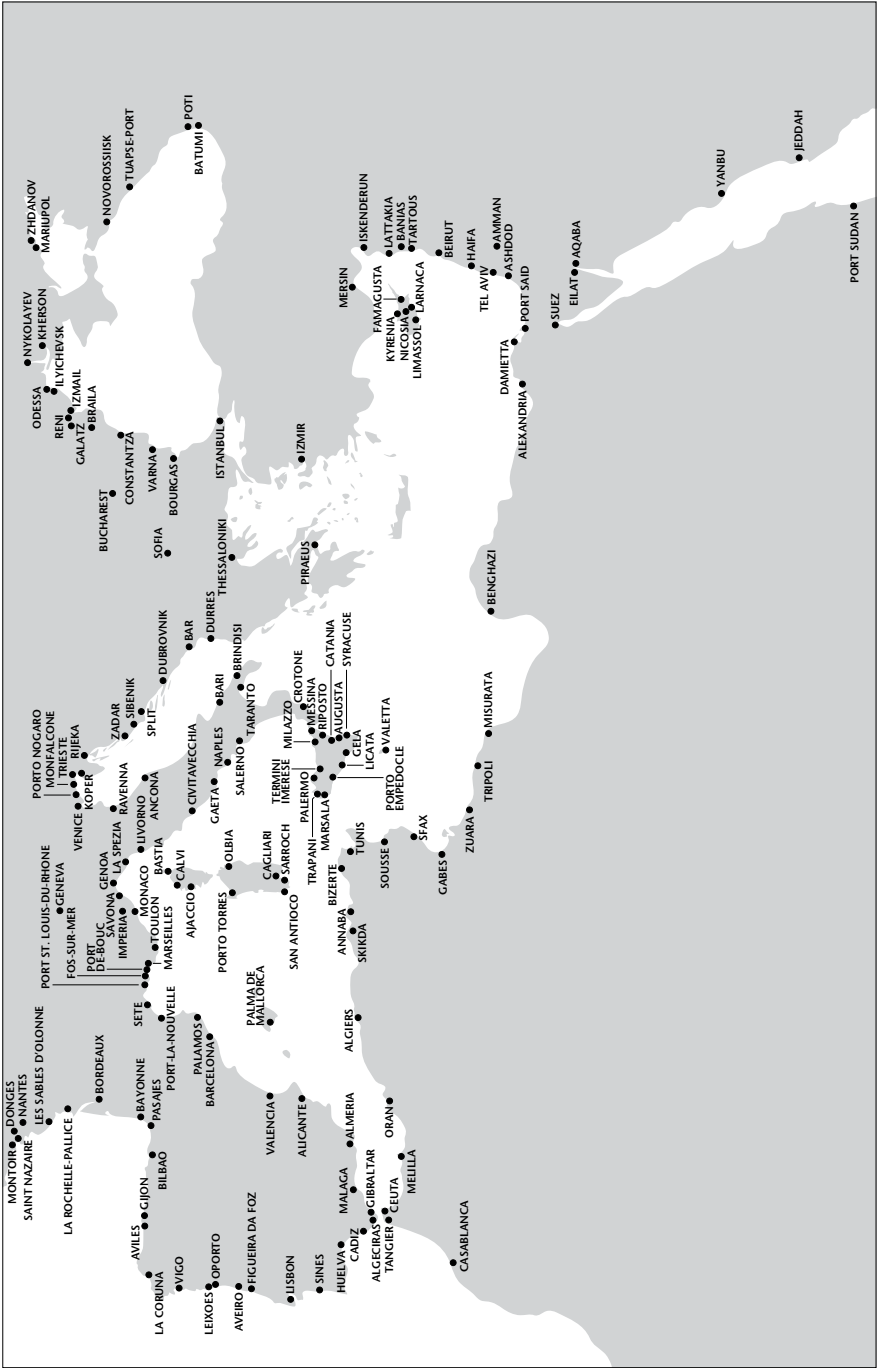 MONTOIR
DONGES
NANTES
SAINT NAZAIRE
LES SABLES D'OLONNE
LA ROCHELLE-PALLICE
BORDEAUX
BAYONNE
PASAJES
BILBAO
GIJON
AVILES
LA CORUNA
VIGO
LEIXOES
OPORTO
AVEIRO
FIGUEIRA DA FOZ
LISBON
SINES
HUELVA
CADIZ
ALGECIRAS
TANGIER
GIBRALTAR
CEUTA
MALAGA
ALMERIA
MELILLA
ORAN
CASABLANCA
ALICANTE
VALENCIA
PALMA DE
MALLORCA
BARCELONA
PALAMOS
PORT-LA-NOUVELLE
SETE
PORT ST. LOUIS-DU-RHONE
FOS-SUR-MER
PORT
DE-BOUC
MARSEILLES
TOULON
GENEVA
MONACO
IMPERIA
SAVONA
GENOA
LA SPEZIA
LIVORNO
BASTIA
CALVI
AJACCIO
PORTO TORRES
OLBIA
CAGLIARI
SARROCH
SAN ANTIOCO
ALGIERS
SKIKDA
ANNABA
BIZERTE
TUNIS
SOUSSE
SFAX
GABES
ZUARA
TRIPOLI
MISURATA
BENGHAZI
CIVITAVECCHIA
GAETA
NAPLES
SALERNO
TARANTO
BRINDISI
BARI
ANCONA
RAVENNA
VENICE
PORTO NOGARO
MONFALCONE
TRIESTE
KOPER
RIJEKA
ZADAR
SIBENIK
SPLIT
DUBROVNIK
BAR
DURRES
TRAPANI
MARSALA
PALERMO
TERMINI
IMERESE
MILAZZO
CROTONE
MESSINA
RIPOSTO
CATANIA
AUGUSTA
SYRACUSE
GELA
LICATA
PORTO
EMPEDOCLE
VALETTA
THESSALONIKI
PIRAEUS
IZMIR
ISTANBUL
SOFIA
BUCHAREST
BOURGAS
VARNA
CONSTANTZA
BRAILA
GALATZ
RENI
IZMAIL
ODESSA
ILYICHEVSK
NYKOLAYEV
KHERSON
ZHDANOV
MARIUPOL
NOVOROSSIISK
TUAPSE-PORT
POTI
BATUMI
MERSIN
ISKENDERUN
LATTAKIA
BANIAS
TARTOUS
FAMAGUSTA
KYRENIA
NICOSIA
LIMASSOL
LARNACA
BEIRUT
HAIFA
TEL AVIV
AMMAN
ASHDOD
PORT SAID
DAMIETTA
ALEXANDRIA
SUEZ
EILAT
AQABA
YANBU
JEDDAH
PORT SUDAN